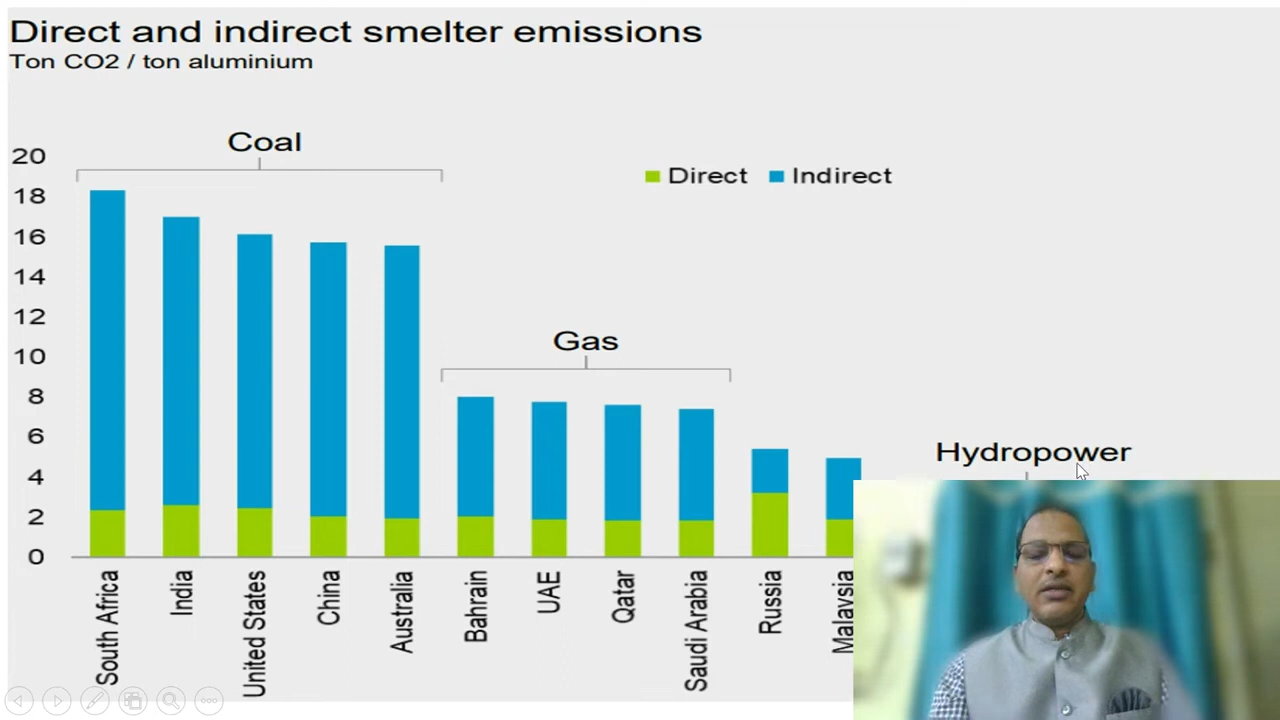 Direct and indirect smelter emissions
Ton CO2 / ton aluminium
Coal
Direct Indirect
Gas
Hydropower
20
18
16
14
12
10
8
6
4
2
0
South Africa
India
United States
China
Australia
Bahrain
UAE
Qatar
Saudi Arabia
Russia
Malaysia